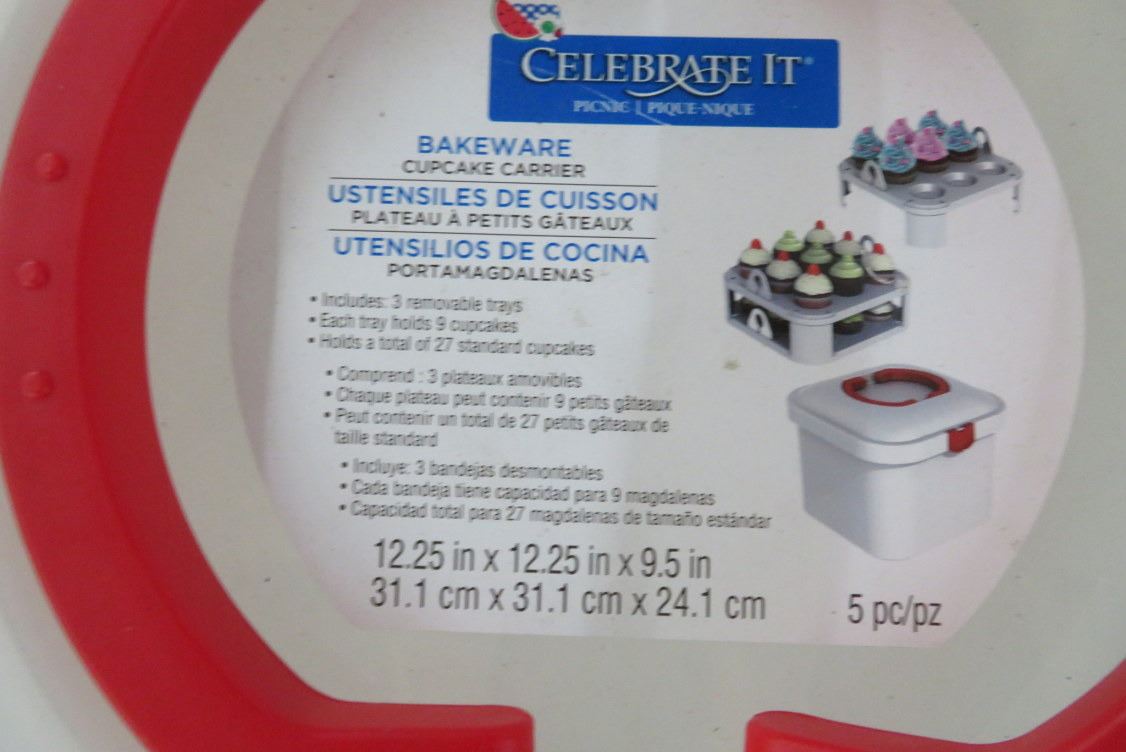 CELEBRATE IT®
PICNIC | PIQUE-NIQUE
BAKEWARE
CUPCAKE CARRIER
USTENSILES DE CUISSON
PLATEAU À PETITS GÂTEAUX
UTENSILIOS DE COCINA
PORTAMAGDALENAS
• Includes: 3 removable trays
• Each tray holds 9 cupcakes
• Holds a total of 27 standard cupcakes
• Comprend : 3 plateaux amovibles
• Chaque plateau peut contenir 9 petits gâteaux
• Peut contenir un total de 27 petits gâteaux de
taille standard
• Incluye: 3 bandejas desmontables
• Cada bandeja tiene capacidad para 9 magdalenas
• Capacidad total para 27 magdalenas de tamaño estándar
12.25 in x 12.25 in x 9.5 in
31.1 cm x 31.1 cm x 24.1 cm
5 pc/pz